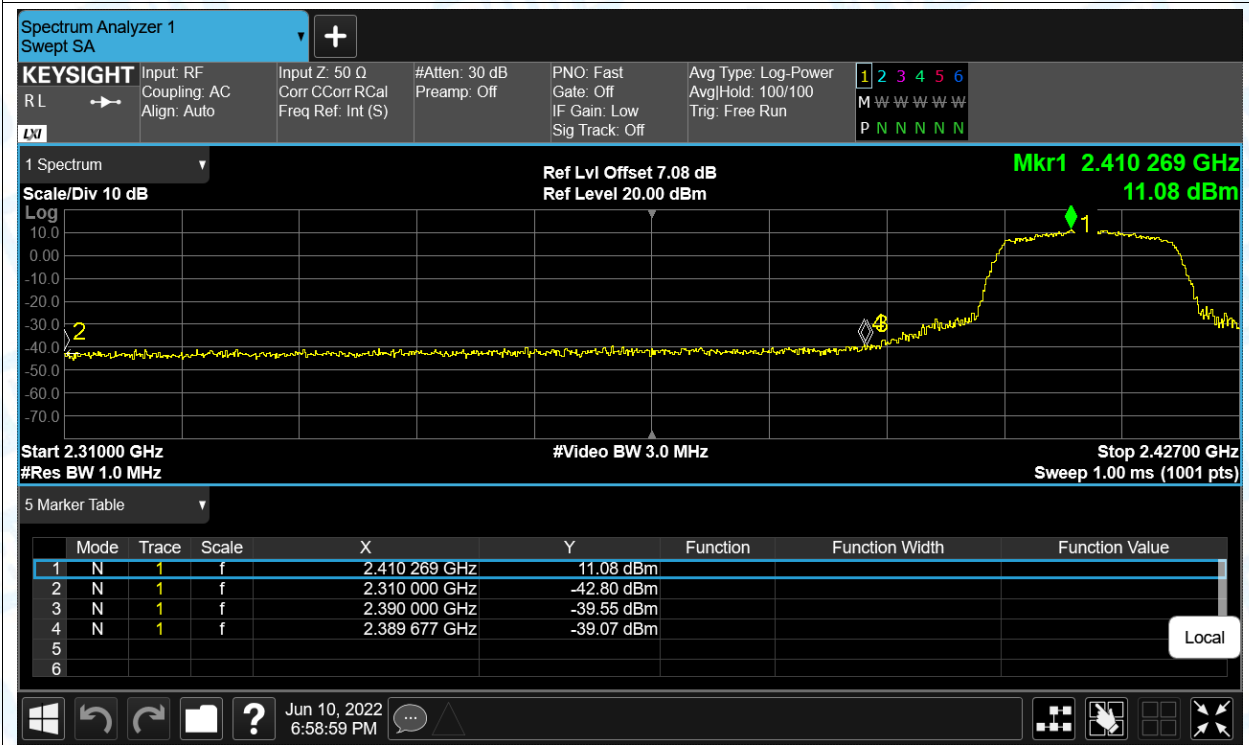 Spectrum Analyzer 1
Swept SA
KEYSIGHT
R L
LXI
Input: RF
Coupling: AC
Align: Auto
Input Z: 50 Ω
Corr CCorr RCal
Freq Ref: Int (S)
#Atten: 30 dB
Preamp: Off
PNO: Fast
Gate: Off
IF Gain: Low
Sig Track: Off
Avg Type: Log-Power
Avg|Hold: 100/100
Trig: Free Run
1 2 3 4 5 6
M W W W W W
P N N N N N
1 Spectrum
Scale/Div 10 dB
Ref Lvl Offset 7.08 dB
Ref Level 20.00 dBm
Mkr1 2.410 269 GHz
11.08 dBm
Log
10.0
0.00
-10.0
-20.0
-30.0
-40.0
-50.0
-60.0
-70.0
1
2
Start 2.31000 GHz
#Video BW 3.0 MHz
Stop 2.42700 GHz
#Res BW 1.0 MHz
Sweep 1.00 ms (1001 pts)
5 Marker Table
Mode Trace Scale X Y Function Function Width Function Value
1 N 1 f 2.410 269 GHz 11.08 dBm
2 N 1 f 2.310 000 GHz -42.80 dBm
3 N 1 f 2.390 000 GHz -39.55 dBm
4 N 1 f 2.389 677 GHz -39.07 dBm
5
6
Local
?
Jun 10, 2022
6:58:59 PM